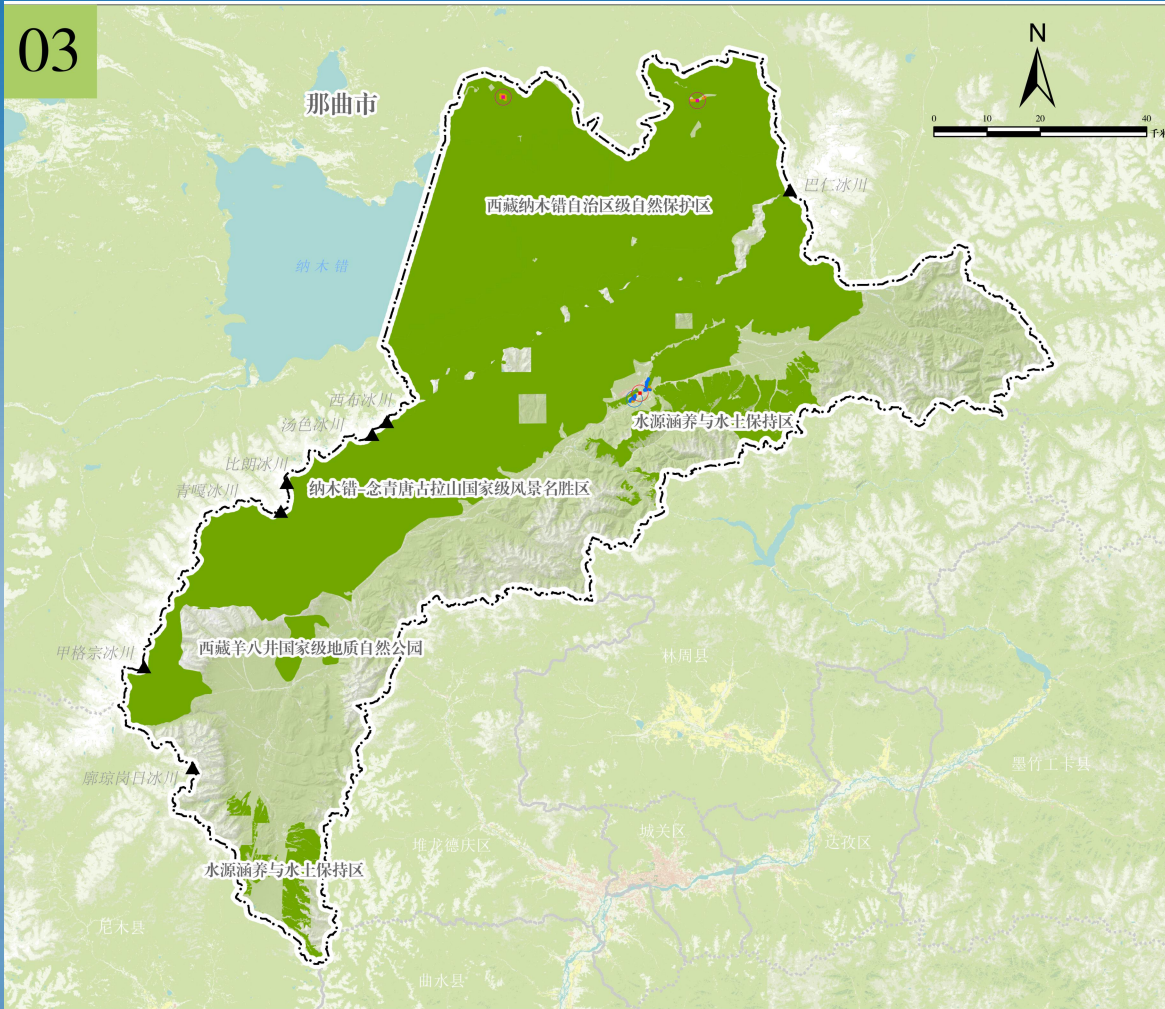 03
N
那曲市
0 10 20 40
千米
巴仁冰川
西藏纳木错自治区级自然保护区
纳木错
西布冰川
汤色冰川
水源涵养与水土保持区
比朗冰川
青嘎冰川
纳木错-念青唐古拉山国家级风景名胜区
甲格宗冰川
西藏羊八井国家级地质自然公园
林周县
廓琼岗日冰川
墨竹工卡县
城关区
堆龙德庆区
达孜区
水源涵养与水土保持区
尼木县
曲水县